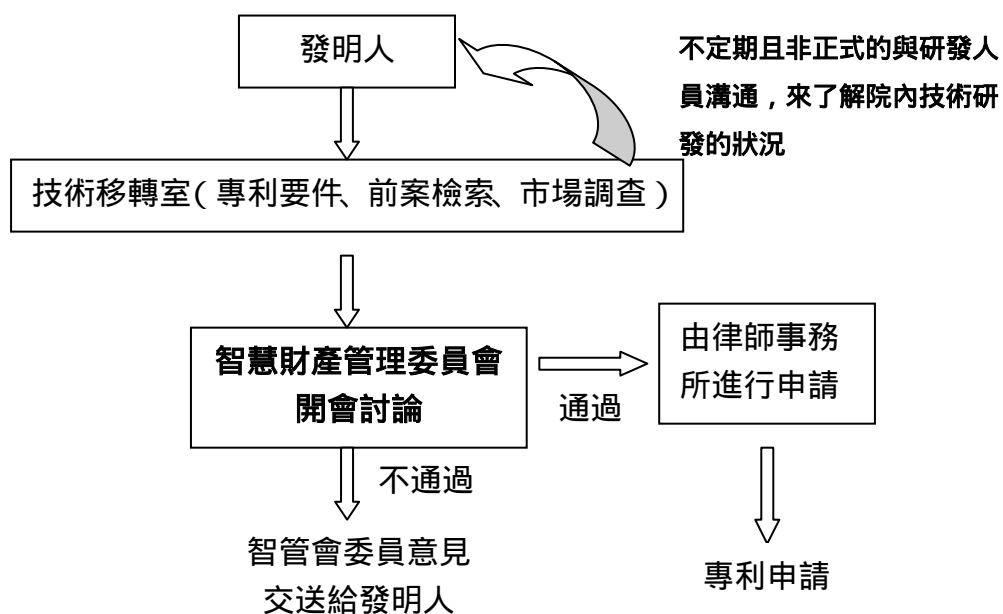 發明人
不定期且非正式的與研發人
員溝通，來了解院內技術研
發的狀況
技術移轉室（專利要件、前案檢索、市場調查）
智慧財產管理委員會
開會討論
通過
由律師事務
所進行申請
不通過
智管會委員意見
交送給發明人
專利申請